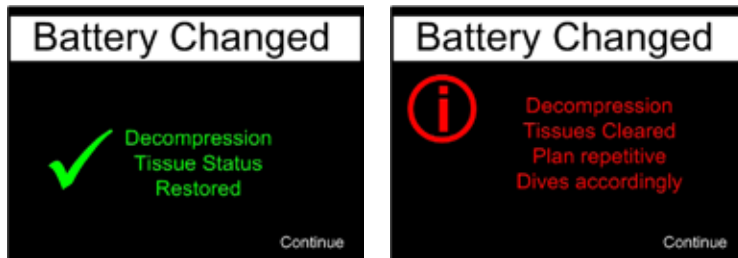 Battery Changed
Decompression
Tissue Status
Restored
Continue
Battery Changed
Decompression
Tissues Cleared
Plan repetitive
Dives accordingly
Continue